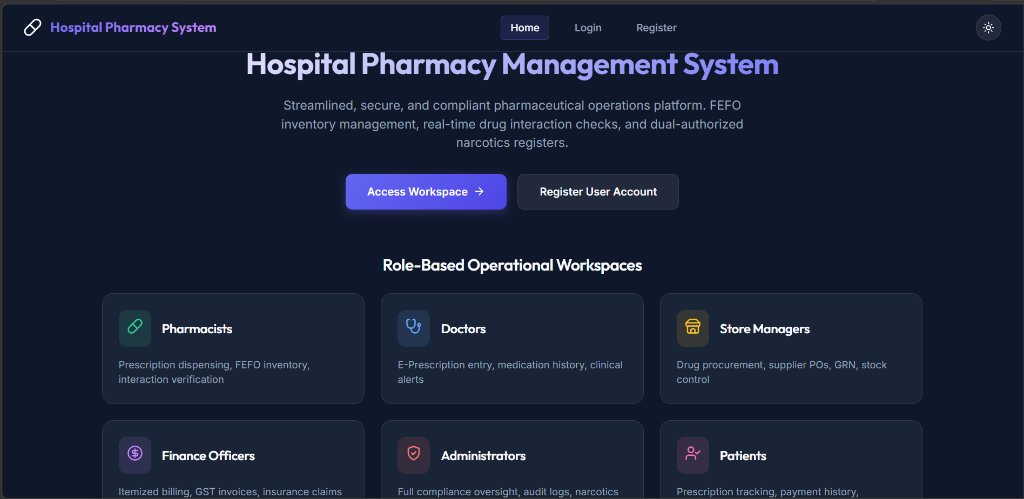 Hospital Pharmacy System
Home
Login
Register
Hospital Pharmacy Management System
Streamlined, secure, and compliant pharmaceutical operations platform. FEFO
inventory management, real-time drug interaction checks, and dual-authorized
narcotics registers.
Access Workspace →
Register User Account
Role-Based Operational Workspaces
Pharmacists
Prescription dispensing, FEFO inventory,
interaction verification
Doctors
E-Prescription entry, medication history, clinical
alerts
Store Managers
Drug procurement, supplier POs, GRN, stock
control
Finance Officers
Itemized billing, GST invoices, insurance claims
Administrators
Full compliance oversight, audit logs, narcotics
Patients
Prescription tracking, payment history,